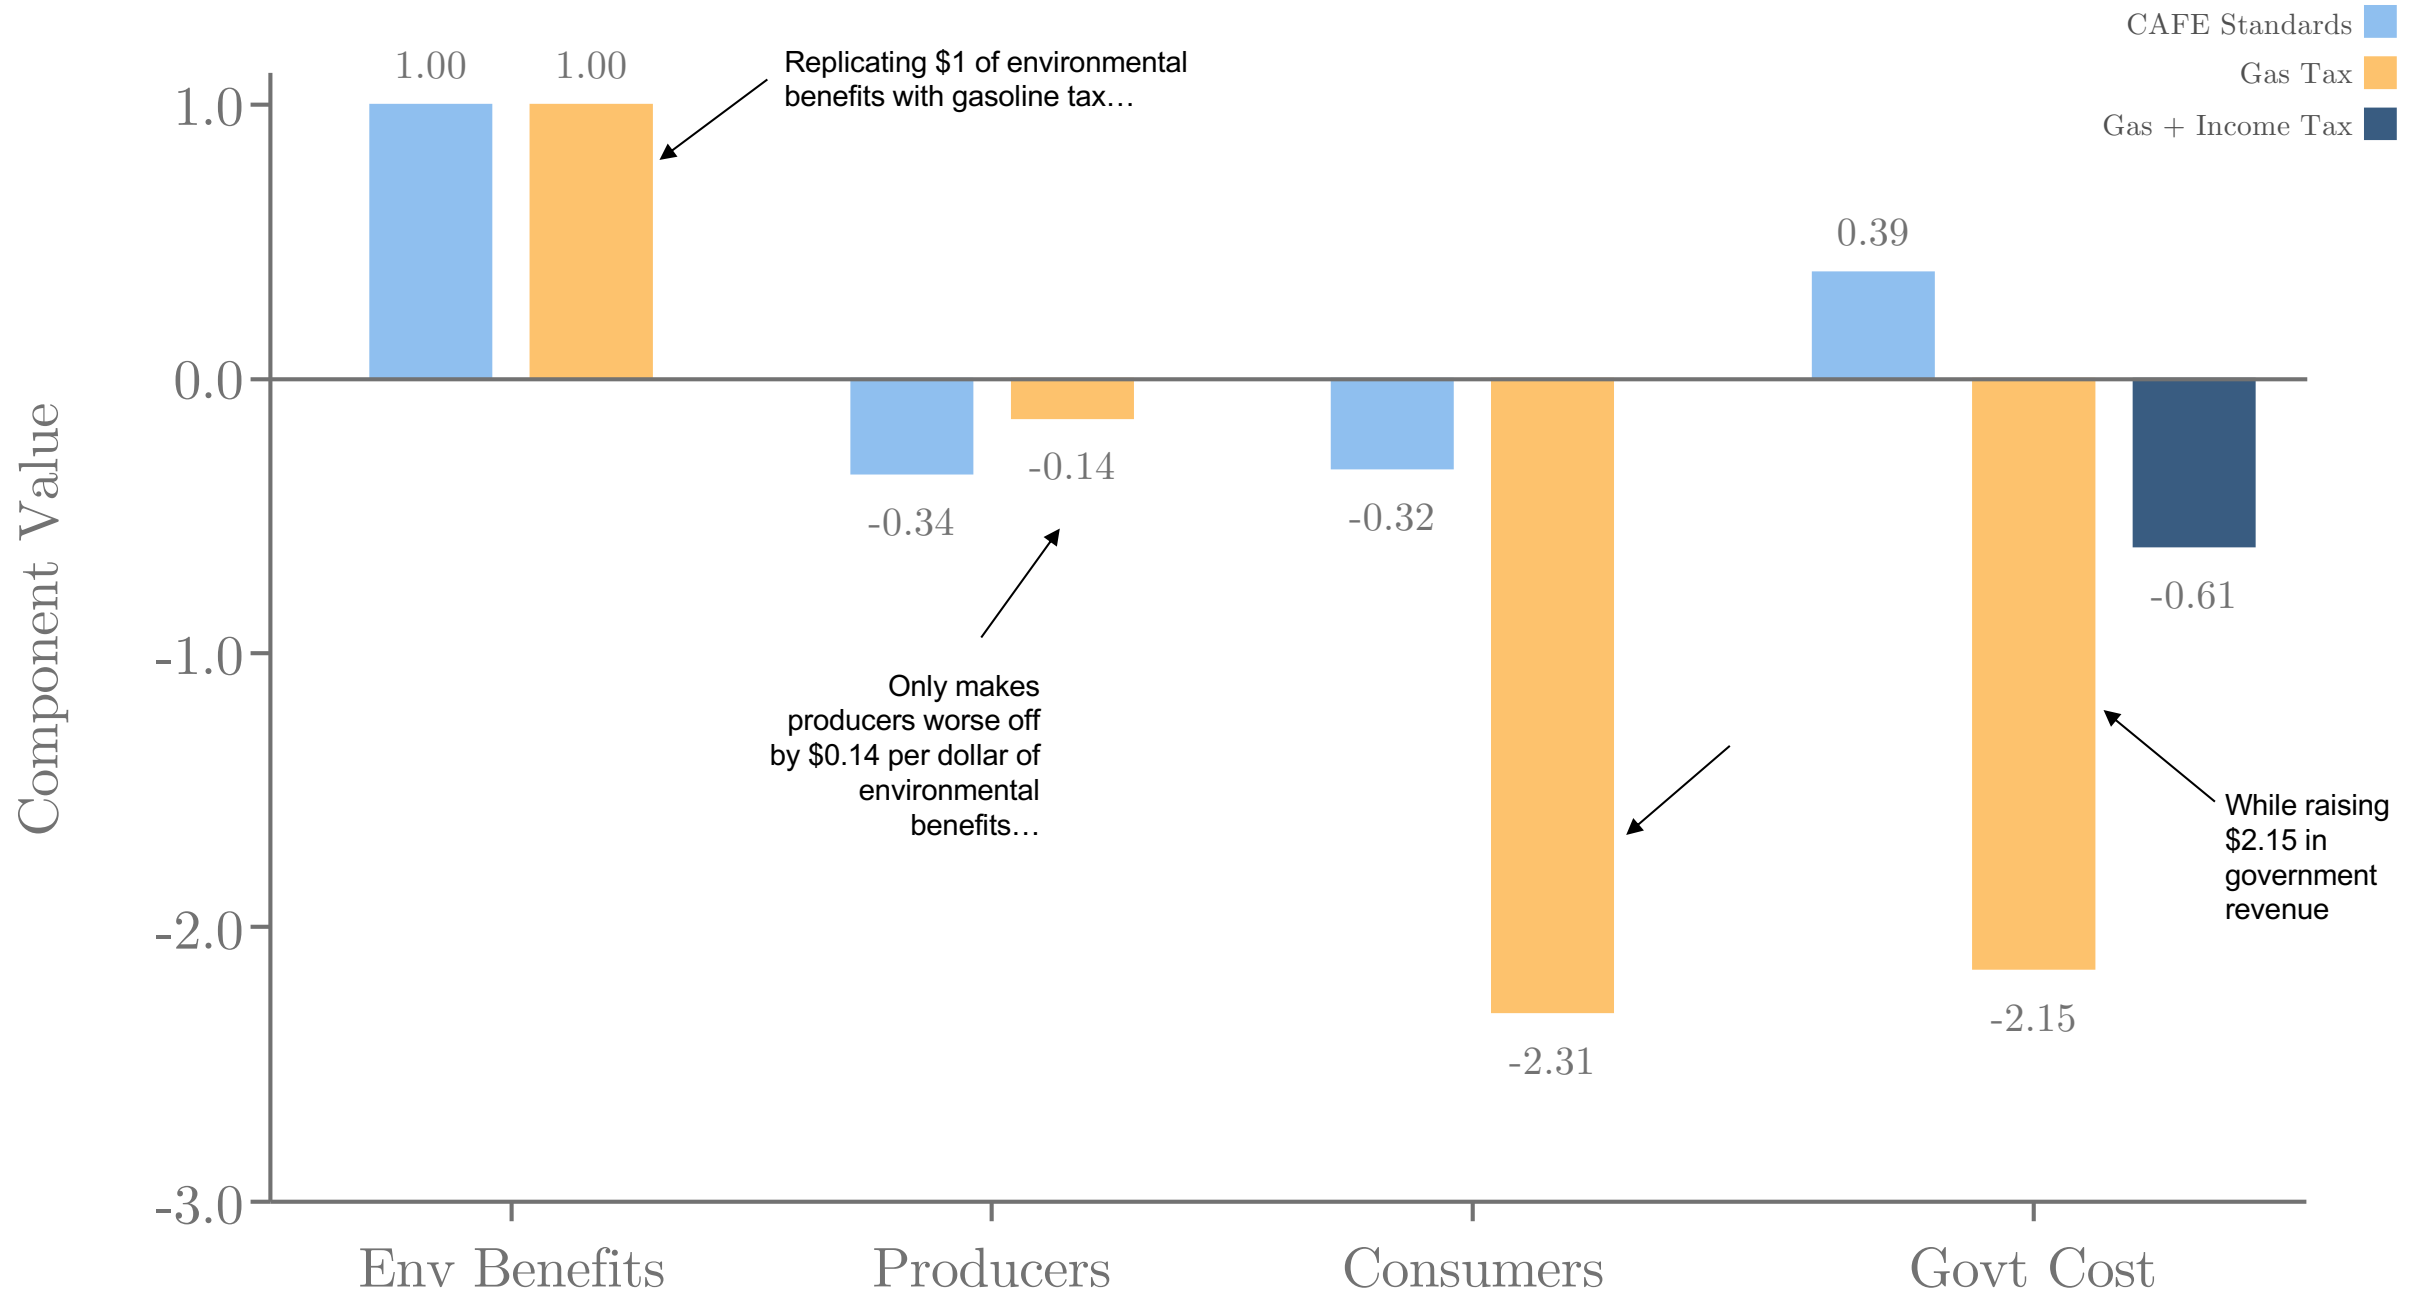 CAFE Standards
Gas Tax
Gas + Income Tax
Replicating $1 of environmental
benefits with gasoline tax…
1.00
1.00
0.39
-0.14
-0.34
-0.32
-0.61
-2.31
-2.15
Only makes
producers worse off
by $0.14 per dollar of
environmental
benefits…
While raising
$2.15 in
government
revenue
Component Value
1.0
0.0
-1.0
-2.0
-3.0
Env Benefits
Producers
Consumers
Govt Cost